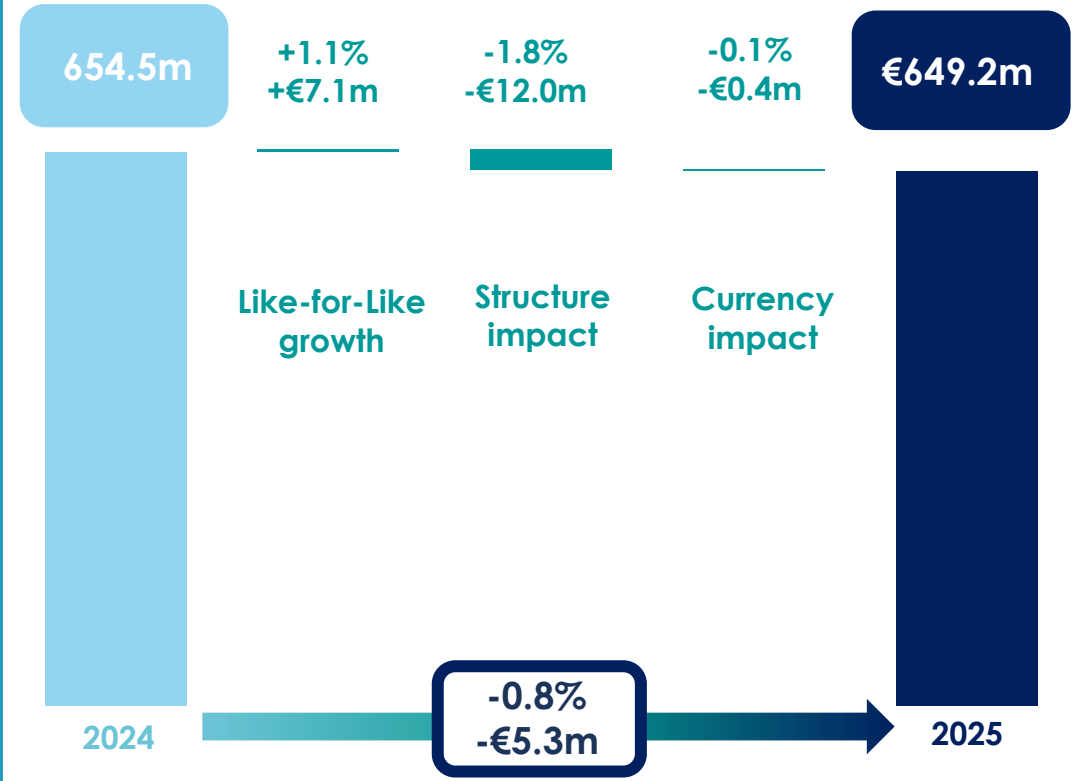 654.5m
+1.1%
+€7.1m
-1.8%
-€12.0m
-0.1%
-€0.4m
€649.2m
Like-for-Like
growth
Structure
impact
Currency
impact
2024
-0.8%
-€5.3m
2025